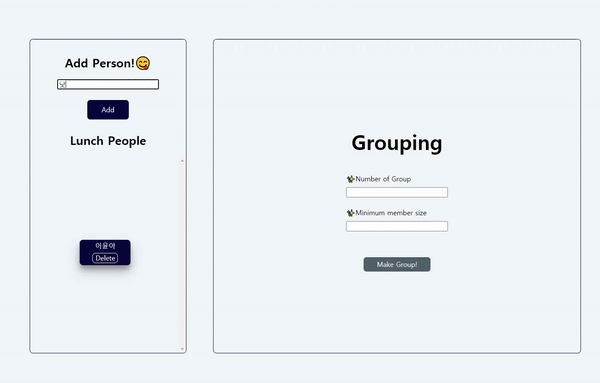 Add Person!😋
Add
Lunch People
이윤아
Delete
Grouping
Number of Group
Minimum member size
Make Group!